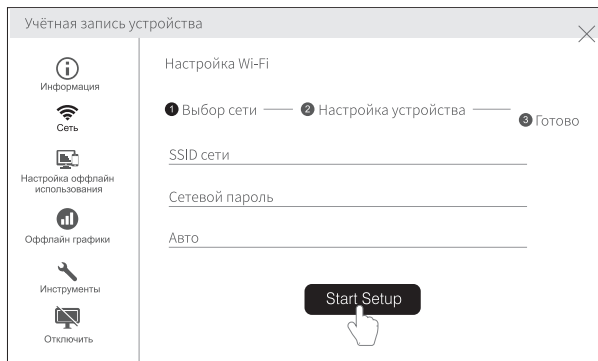 Учётная запись устройства
Информация
Сеть
Настройка оффлайн
использования
Оффлайн графики
Инструменты
Отключить
Настройка Wi-Fi
1 Выбор сети
2 Настройка устройства
3 Готово
SSID сети
Сетевой пароль
Авто
Start Setup